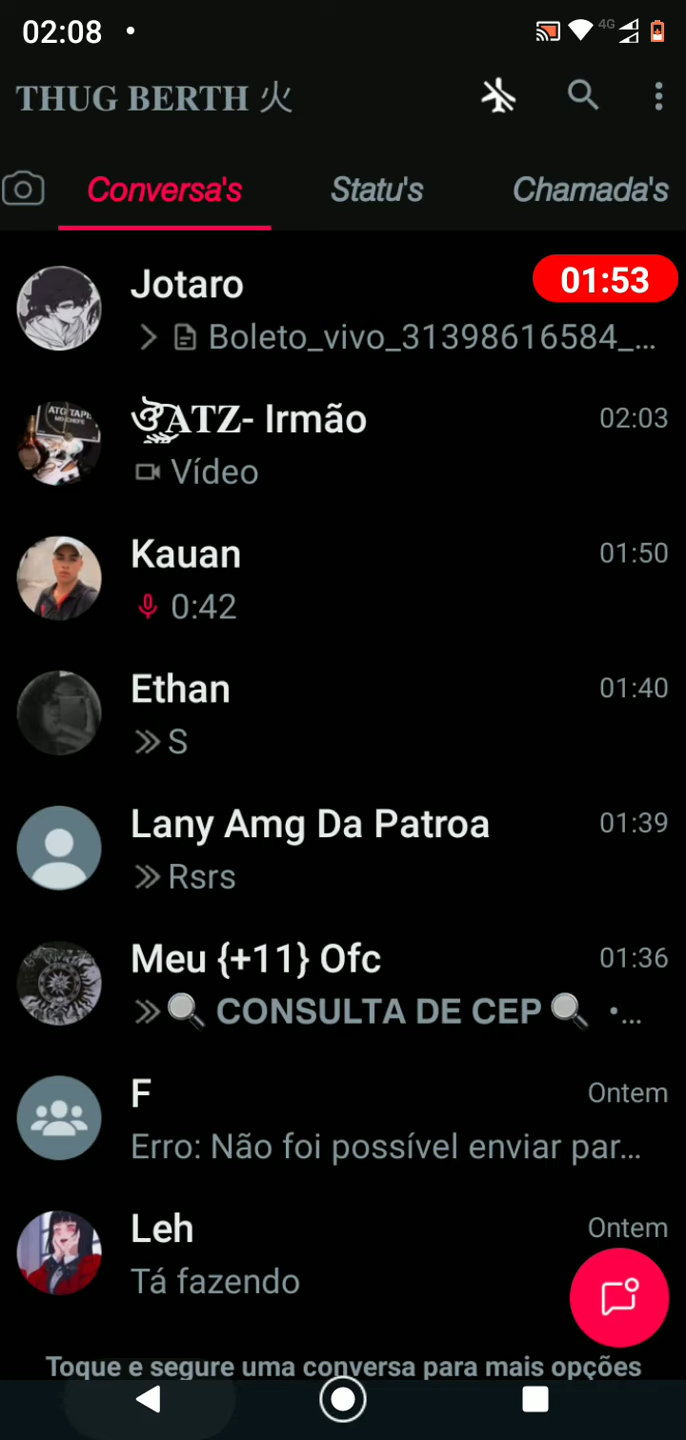 02:08
4G
THUG BERTH 火
Conversa's
Statu's
Chamada's
Jotaro
01:53
Boleto_vivo_31398616584_...
ATZ- Irmão
02:03
Vídeo
Kauan
01:50
0:42
Ethan
01:40
S
Lany Amg Da Patroa
01:39
Rsrs
Meu {+11} Ofc
01:36
🔍 CONSULTA DE CEP 🔍 •...
F
Ontem
Erro: Não foi possível enviar par...
Leh
Ontem
Tá fazendo
Toque e segure uma conversa para mais opções